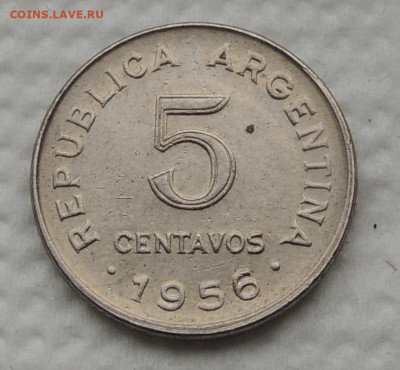 COINS.LAVE.RU
REPUBLICA ARGENTINA
5
CENTAVOS
• 1956 •